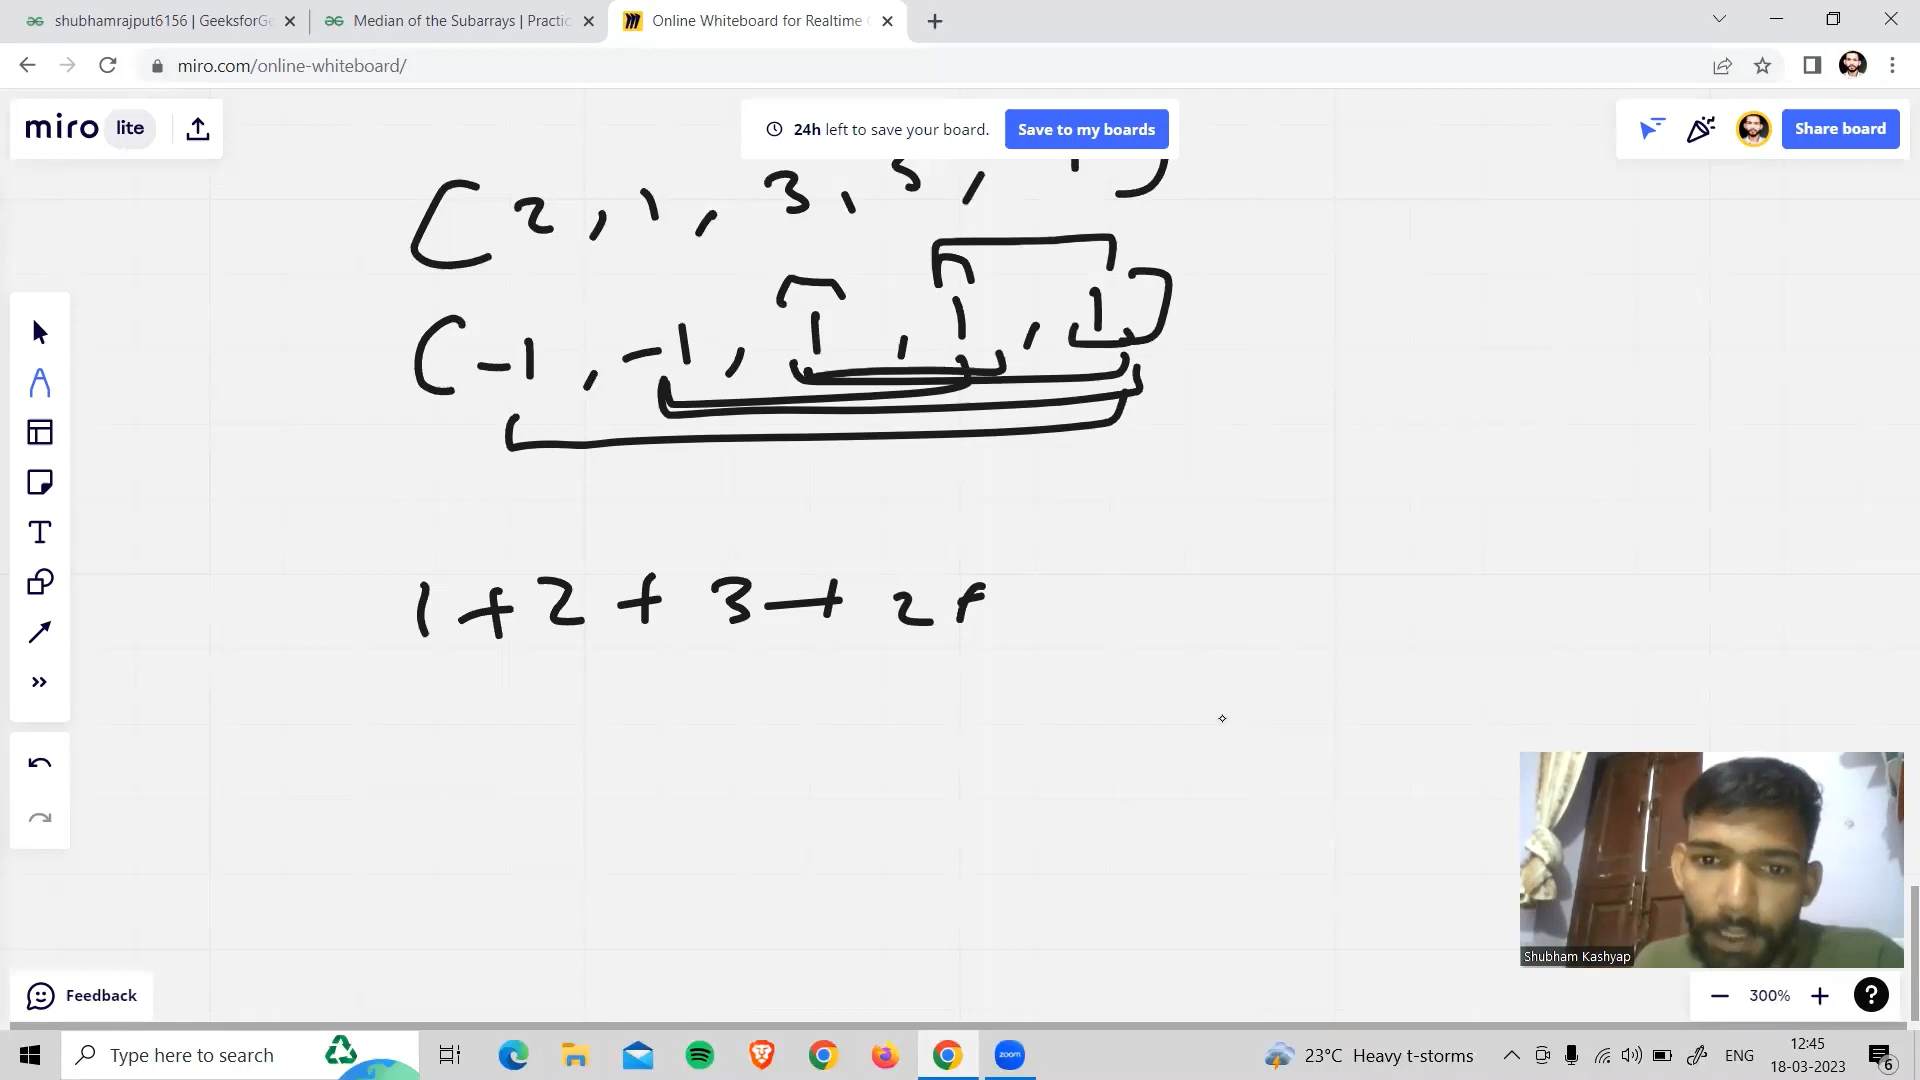 shubhamrajput6156 | GeeksforGe
Median of the Subarrays | Practic
Online Whiteboard for Realtime C
miro.com/online-whiteboard/
miro lite
24h left to save your board.
Save to my boards
Share board
[ 2 , 1 , 3 , 5 ,
[ -1 , -1 , 1 , 1 , 1 ]
1 + 2 + 3 + 2 +
Shubham Kashyap
Feedback
300%
?
Type here to search
zoom
23°C Heavy t-storms
ENG
12:45
18-03-2023
6